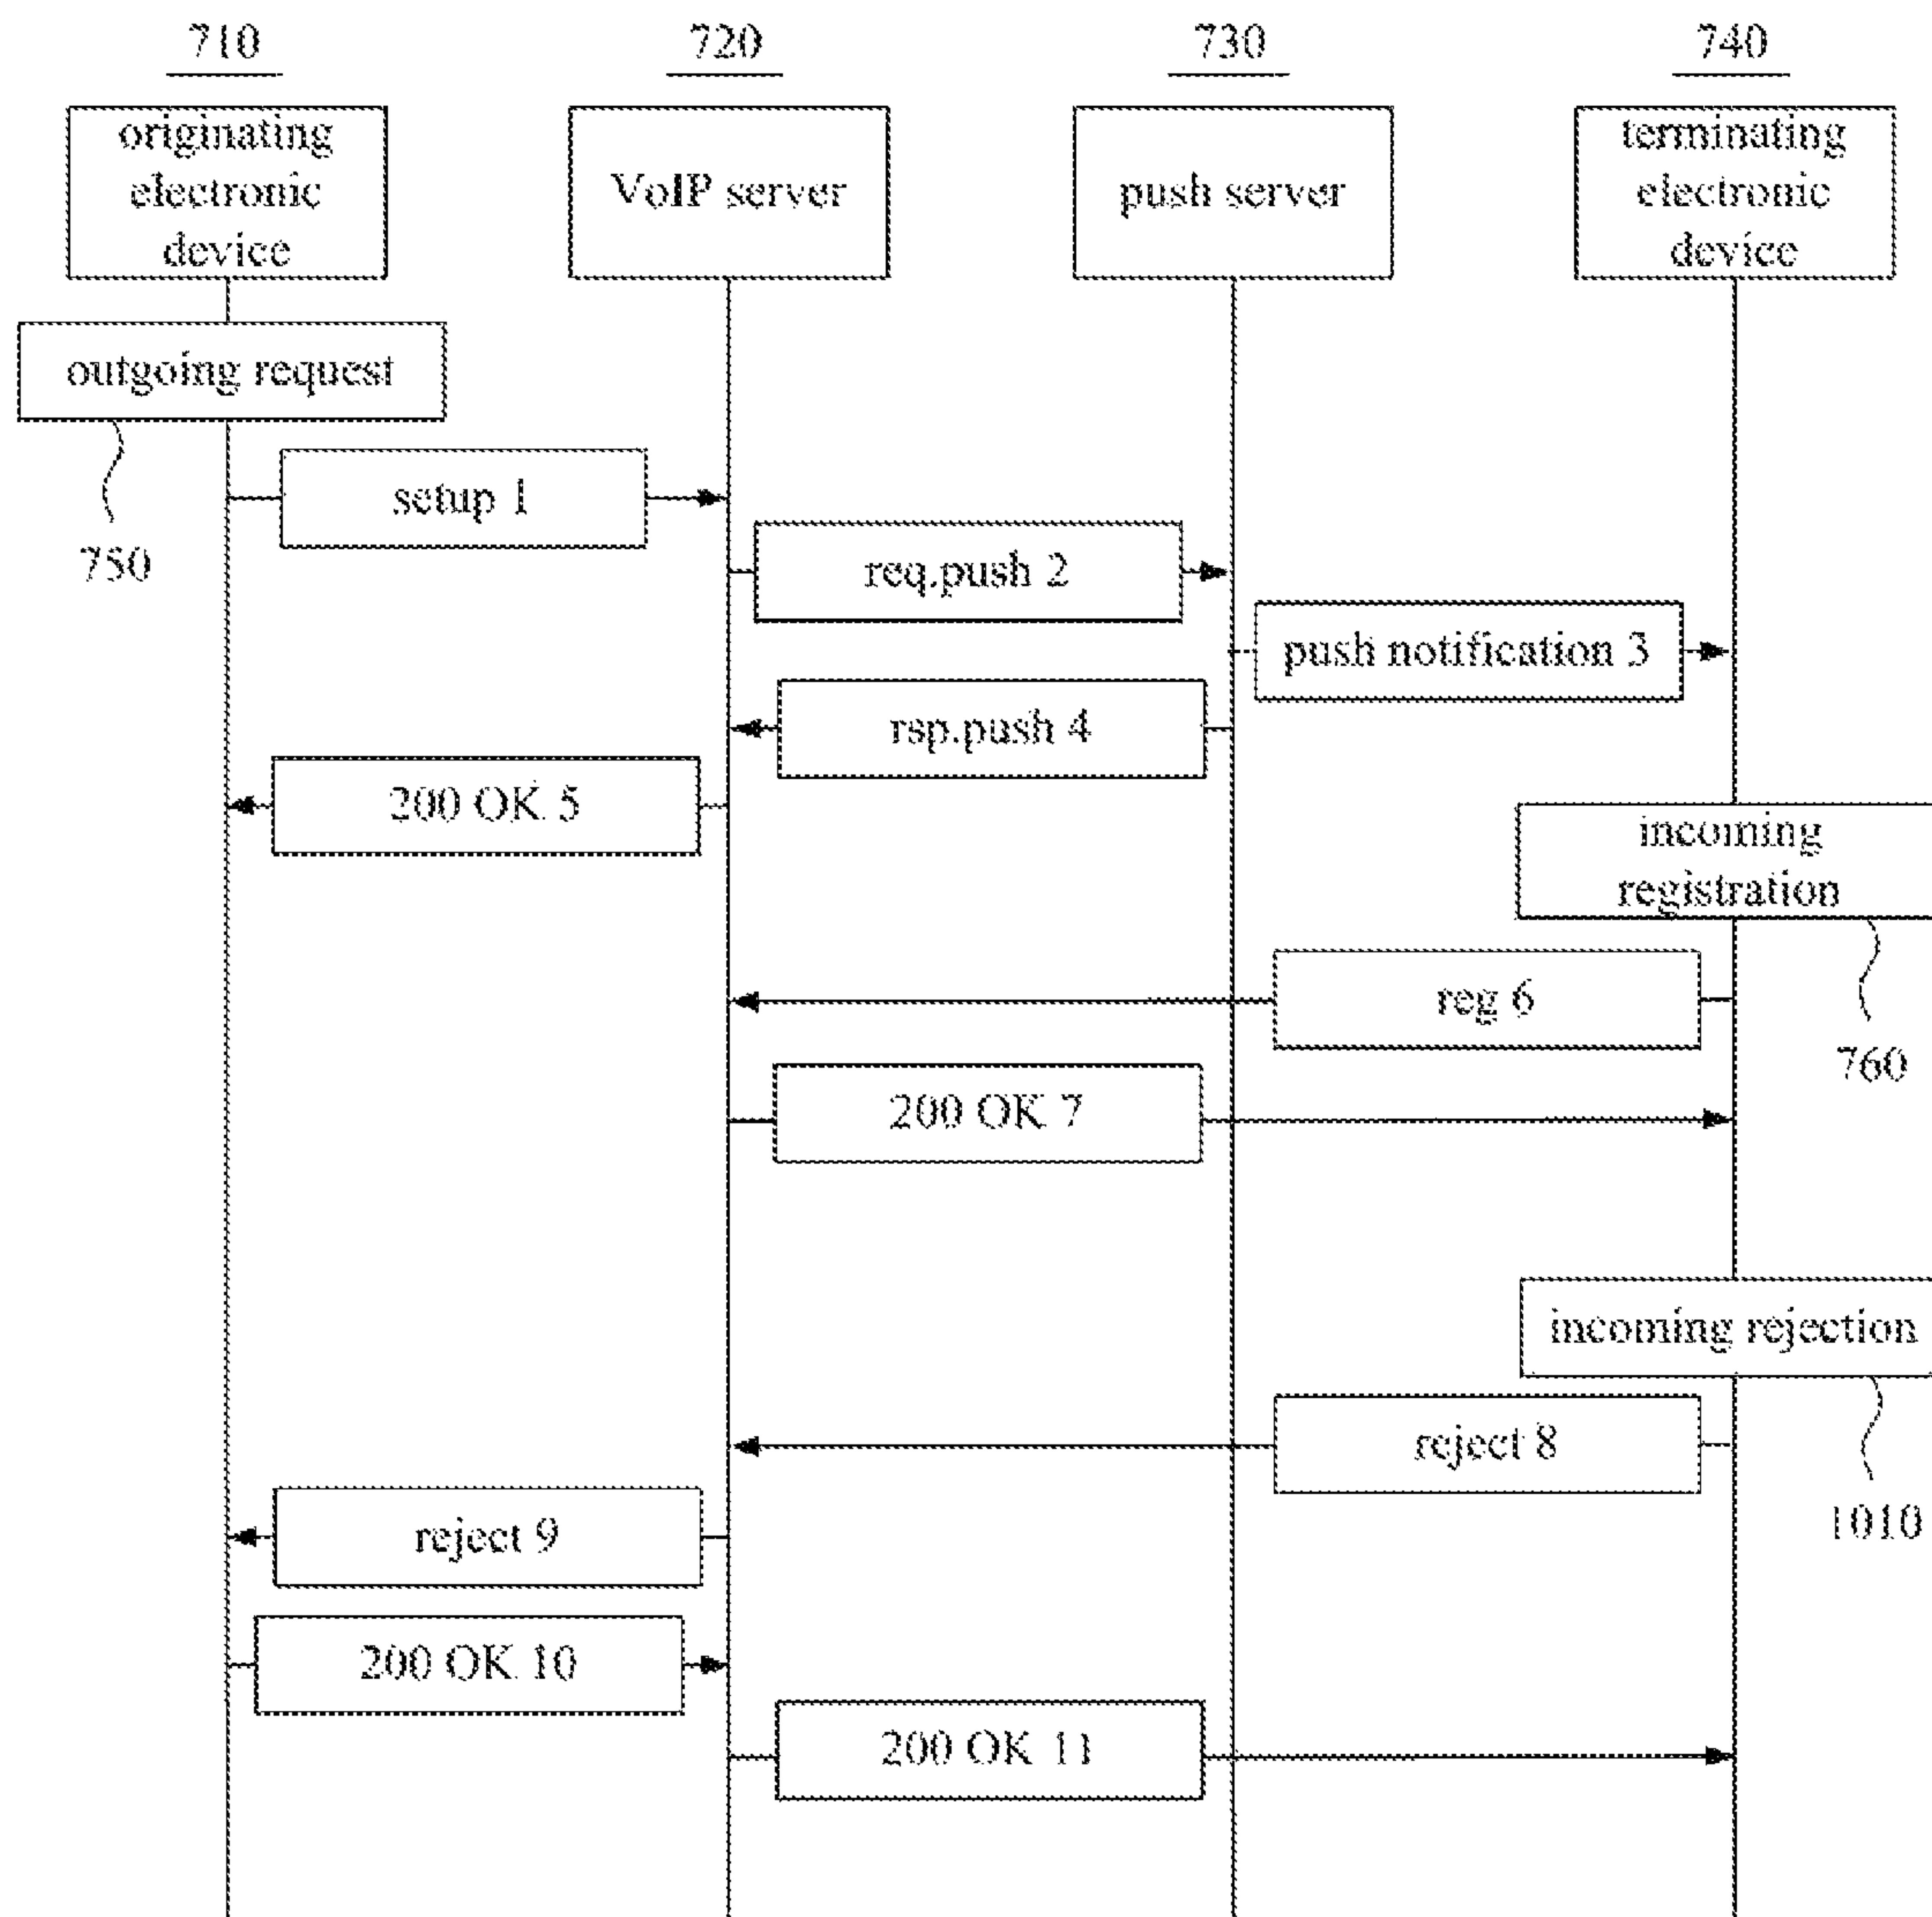 710
720
730
740
originating
electronic
device
VoIP server
push server
terminating
electronic
device
outgoing request
750
setup 1
req.push 2
push notification 3
rsp.push 4
200 OK 5
incoming
registration
760
reg 6
200 OK 7
incoming rejection
1010
reject 8
reject 9
200 OK 10
200 OK 11